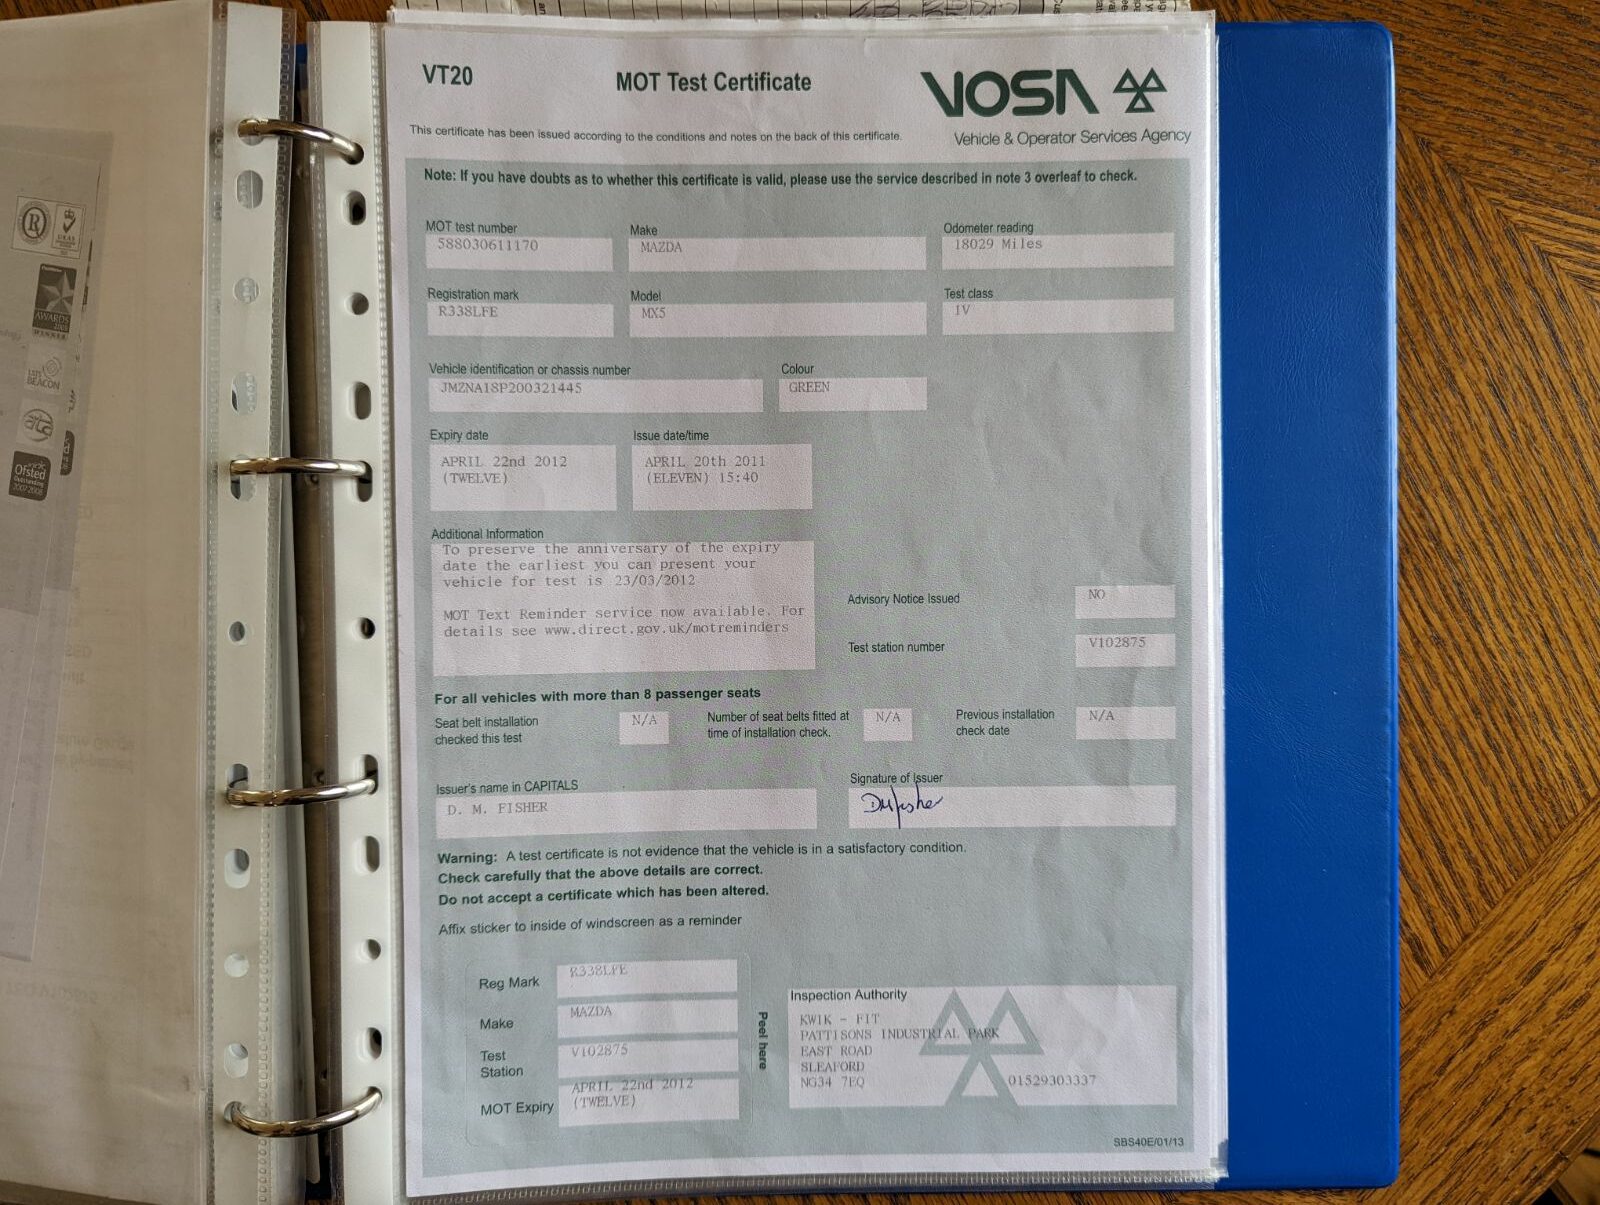 VT20
MOT Test Certificate
VOSA
Vehicle & Operator Services Agency
This certificate has been issued according to the conditions and notes on the back of this certificate.
Note: If you have doubts as to whether this certificate is valid, please use the service described in note 3 overleaf to check.
MOT test number
588030611170
Make
MAZDA
Odometer reading
18029 Miles
Registration mark
R338LFE
Model
MX5
Test class
IV
Vehicle identification or chassis number
JMZNA18P200321445
Colour
GREEN
Expiry date
APRIL 22nd 2012
(TWELVE)
Issue date/time
APRIL 20th 2011
(ELEVEN) 15:40
Additional Information
To preserve the anniversary of the expiry
date the earliest you can present your
vehicle for test is 23/03/2012
MOT Text Reminder service now available. For
details see www.direct.gov.uk/motreminders
Advisory Notice Issued
NO
Test station number
V102875
For all vehicles with more than 8 passenger seats
Seat belt installation
checked this test
N/A
Number of seat belts fitted at
time of installation check.
N/A
Previous installation
check date
N/A
Issuer's name in CAPITALS
D. M. FISHER
Signature of Issuer
DMfisher
Warning: A test certificate is not evidence that the vehicle is in a satisfactory condition.
Check carefully that the above details are correct.
Do not accept a certificate which has been altered.
Affix sticker to inside of windscreen as a reminder
Reg Mark
R338LFE
Make
MAZDA
Test
Station
V102875
MOT Expiry
APRIL 22nd 2012
(TWELVE)
Peel here
Inspection Authority
KWIK - FIT
PATTISONS INDUSTRIAL PARK
EAST ROAD
SLEAFORD
NG34 7EQ
01529303337
SBS40E/01/13
R
AWARDS
WINNER
BEACON
Ofsted
Outstanding
2007/2008